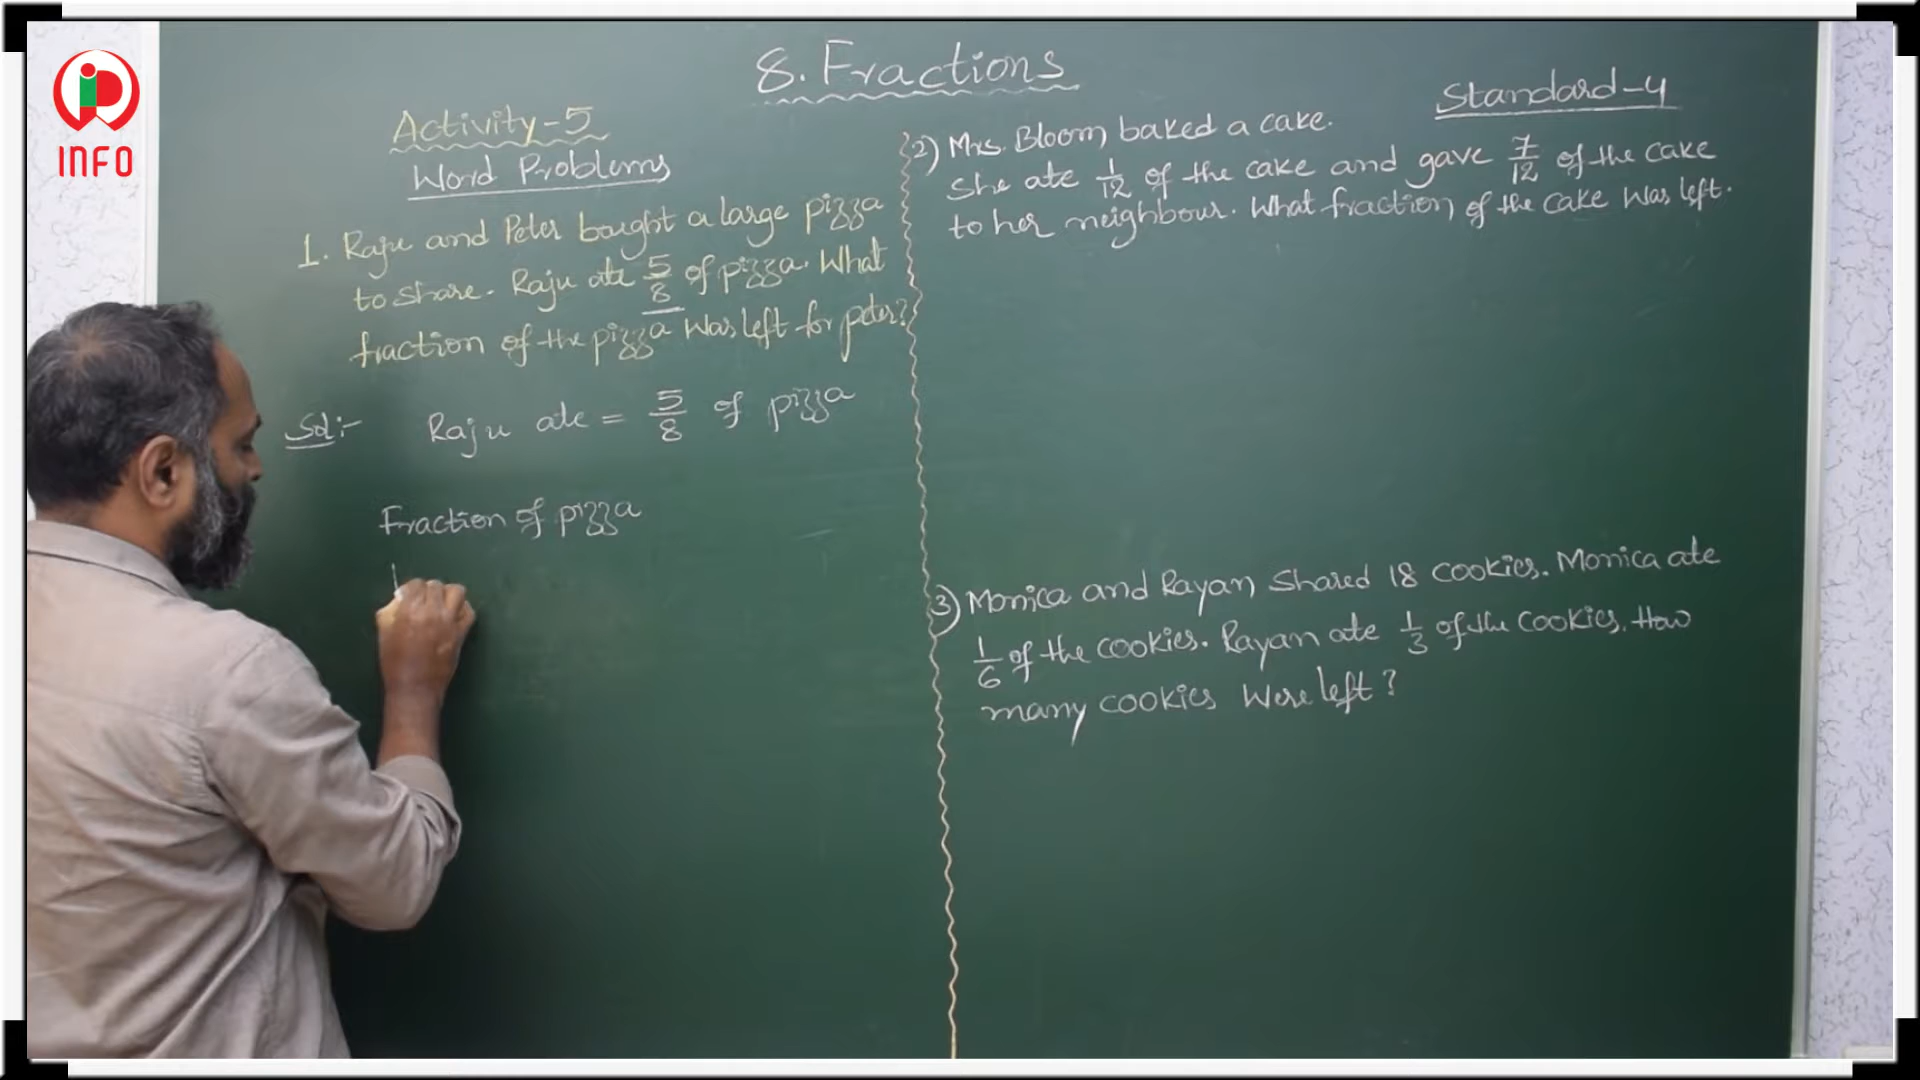 INFO
8. Fractions
Standard-4
Activity-5
Word Problems
1. Raju and Peter bought a large pizza
to share. Raju ate 5/8 of pizza. What
fraction of the pizza was left for peter?
Sol:- Raju ate = 5/8 of pizza
Fraction of pizza
2) Mrs. Bloom baked a cake.
She ate 1/12 of the cake and gave 7/12 of the cake
to her neighbour. What fraction of the cake was left.
3) Monica and Rayan Shared 18 cookies. Monica ate
1/6 of the cookies. Rayan ate 1/3 of the cookies. How
many cookies were left?